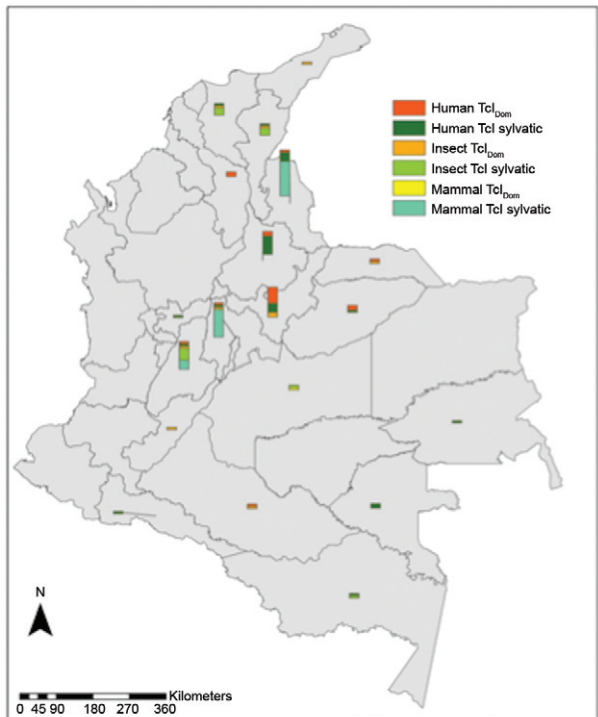 Human TcI_Dom
Human TcI sylvatic
Insect TcI_Dom
Insect TcI sylvatic
Mammal TcI_Dom
Mammal TcI sylvatic
N
Kilometers
0 45 90 180 270 360